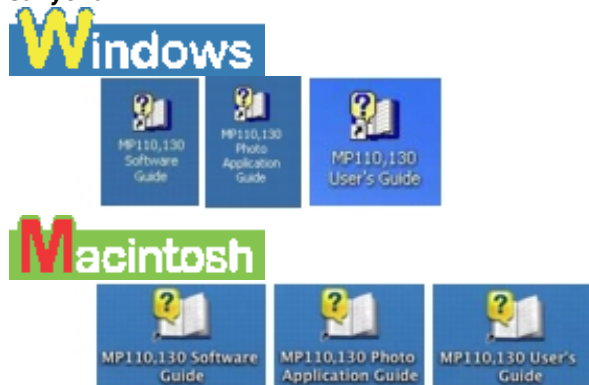 Windows
MP110,130
Software
Guide
MP110,130
Photo
Application
Guide
MP110,130
User's Guide
Macintosh
MP110,130 Software
Guide
MP110,130 Photo
Application Guide
MP110,130 User's
Guide